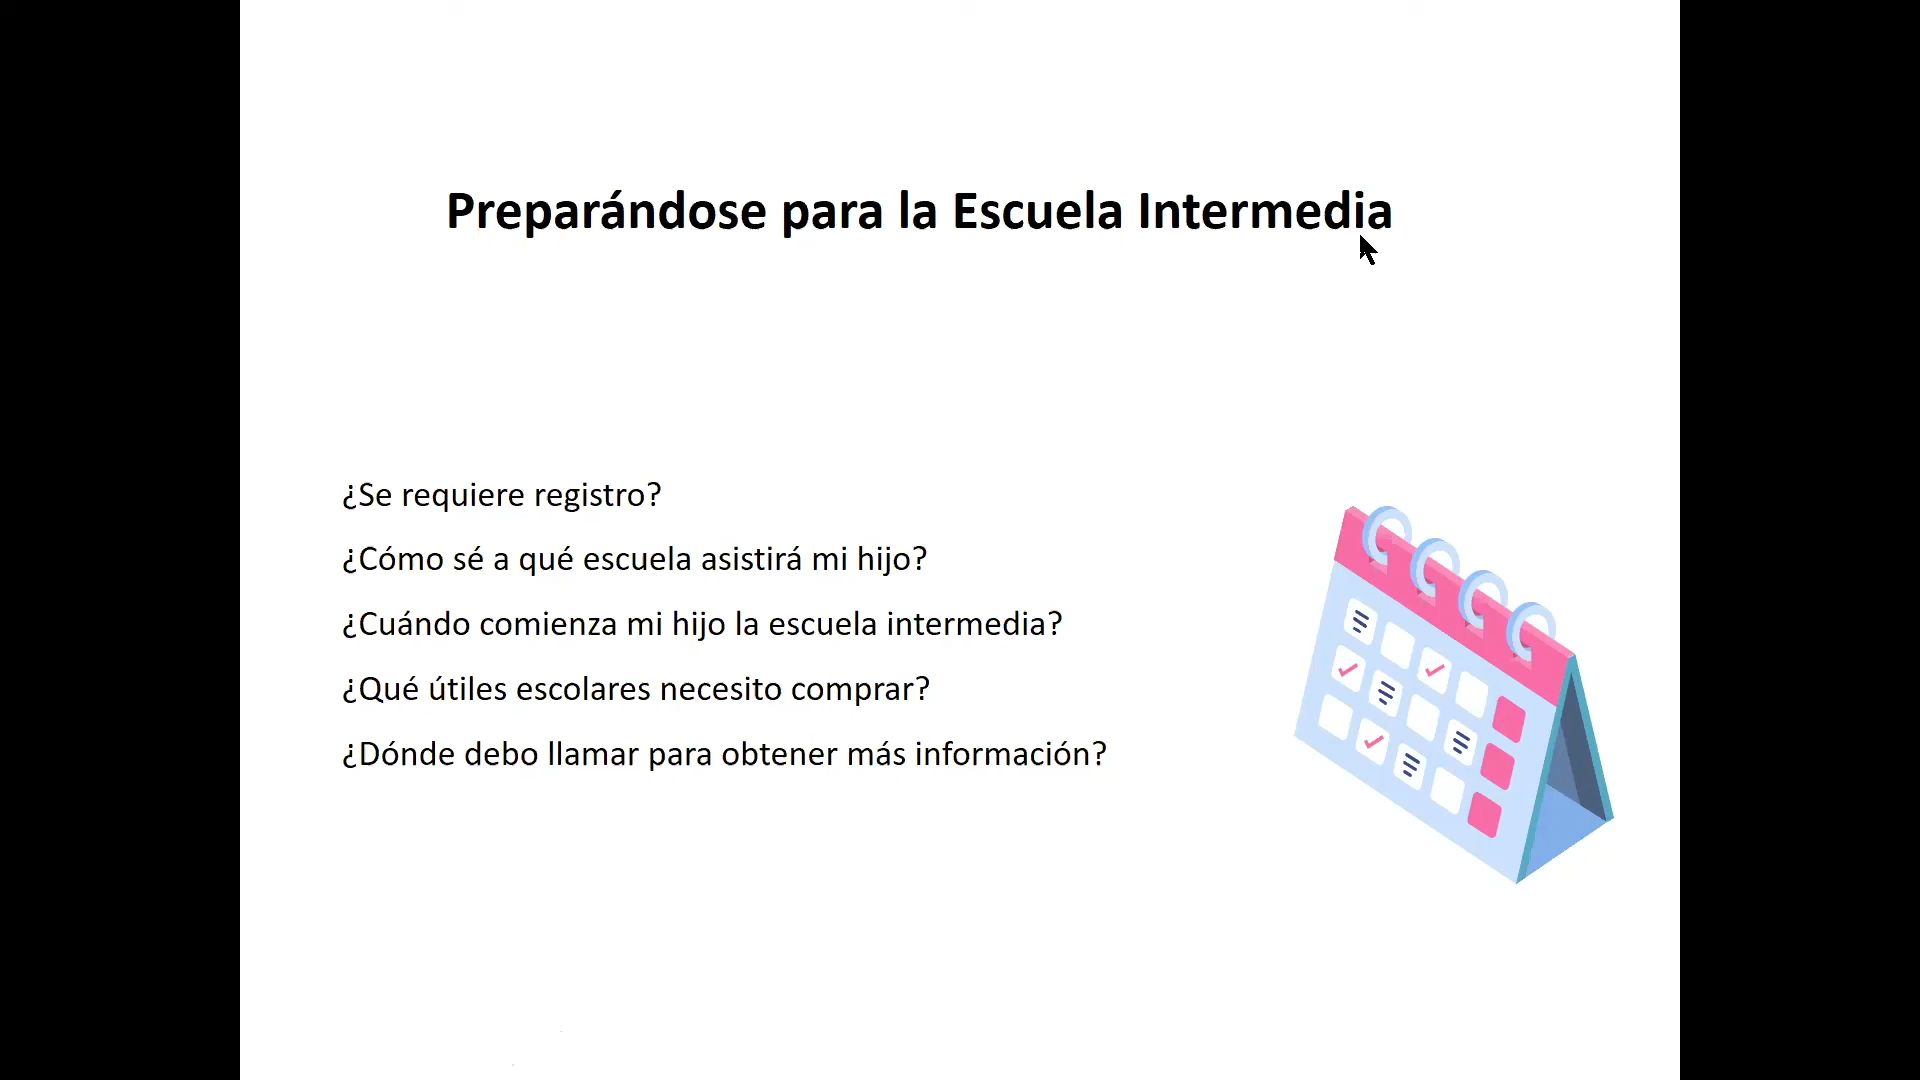 Preparándose para la Escuela Intermedia
¿Se requiere registro?
¿Cómo sé a qué escuela asistirá mi hijo?
¿Cuándo comienza mi hijo la escuela intermedia?
¿Qué útiles escolares necesito comprar?
¿Dónde debo llamar para obtener más información?